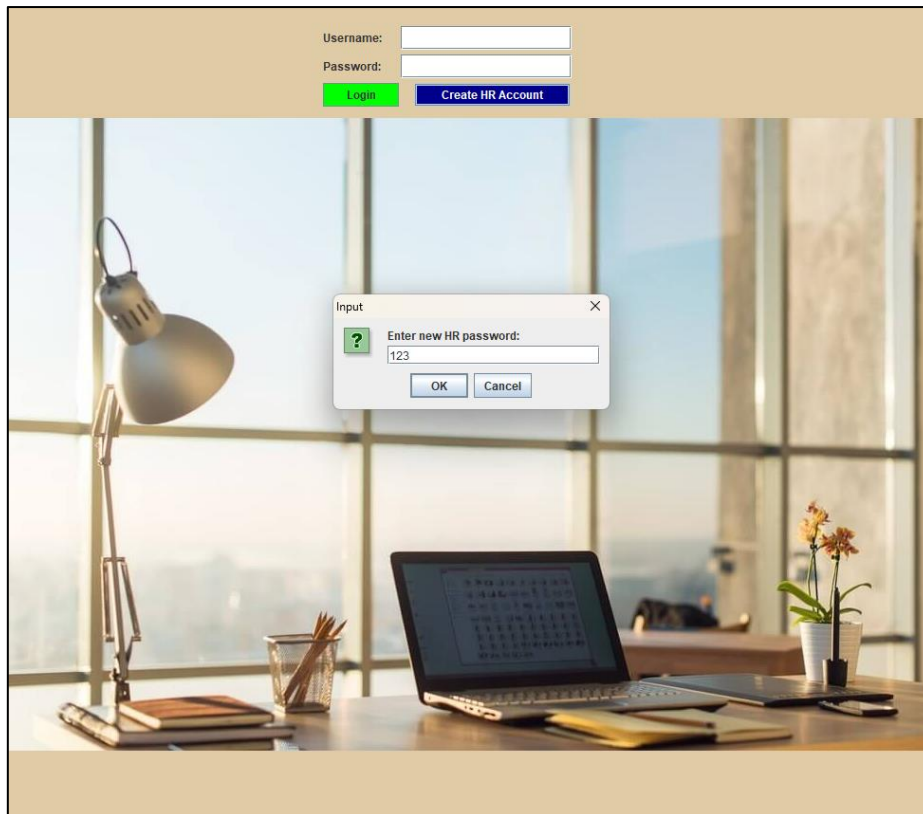 Username:
Password:
Login
Create HR Account
Input
?
Enter new HR password:
123
OK
Cancel